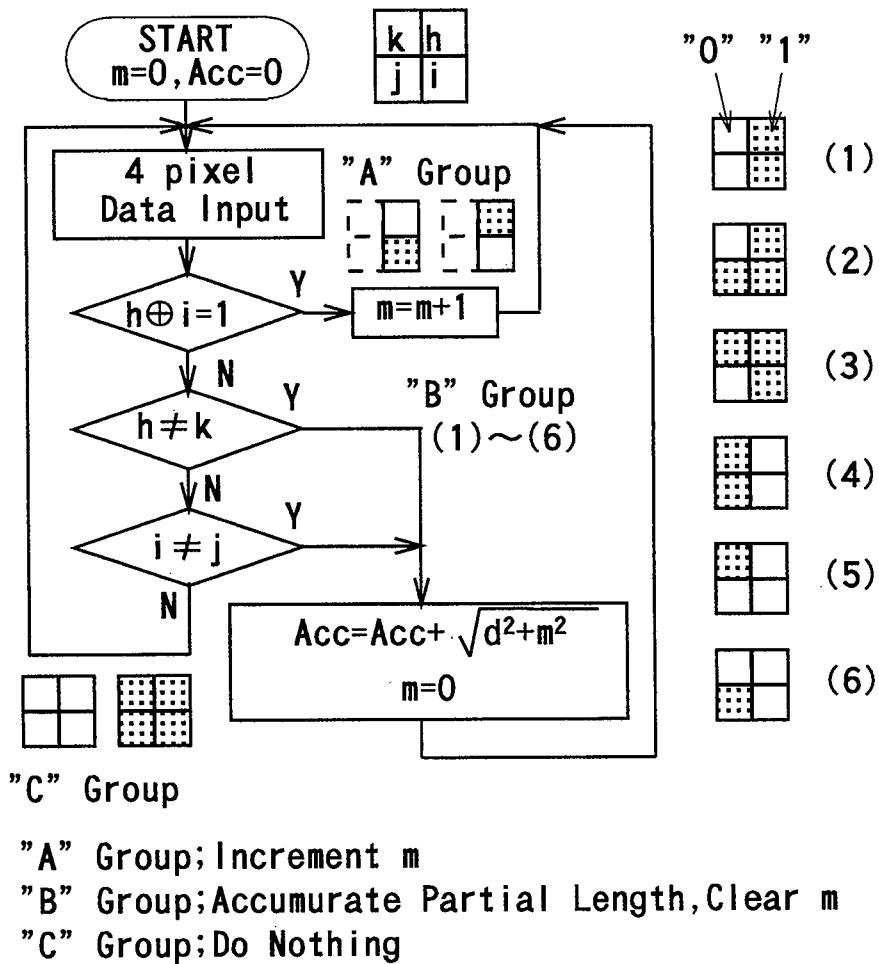 START
m=0,Acc=0
k h
j i
"0" "1"
4 pixel
Data Input
"A" Group
(1)
(2)
h⊕i=1
Y
m=m+1
N
(3)
h≠k
Y
"B" Group
(1)～(6)
N
(4)
i≠j
Y
N
(5)
Acc=Acc+√d²+m²
m=0
(6)
"C" Group
"A" Group;Increment m
"B" Group;Accumurate Partial Length,Clear m
"C" Group;Do Nothing